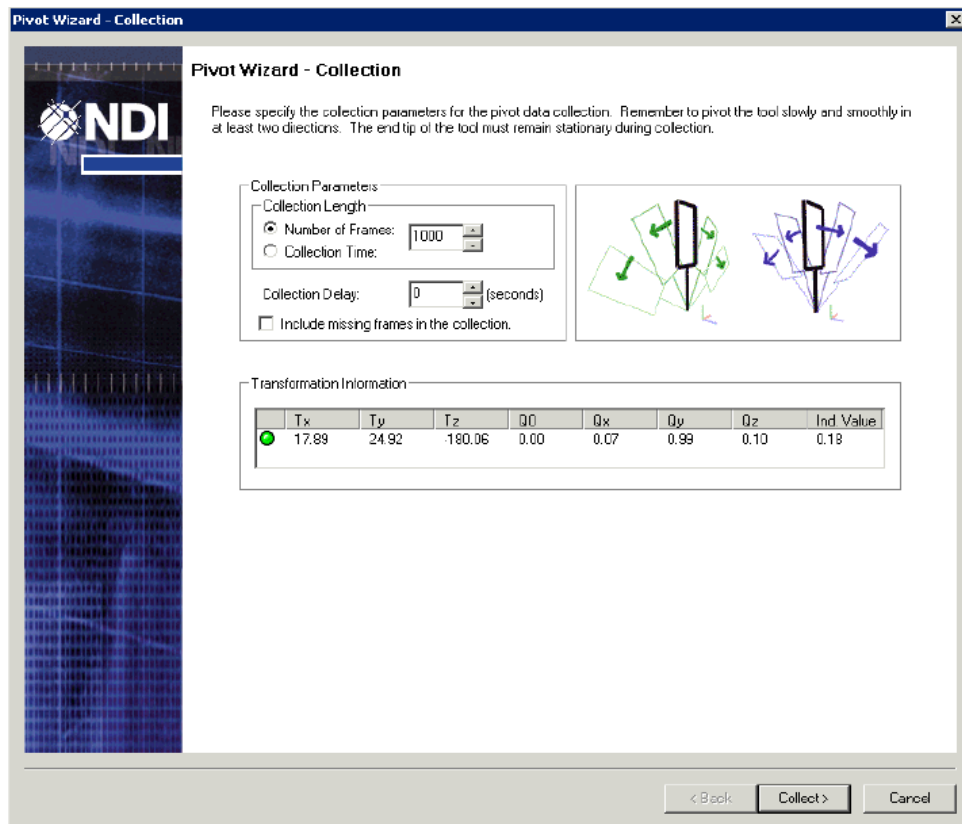 Pivot Wizard - Collection
NDI
Pivot Wizard - Collection
Please specify the collection parameters for the pivot data collection. Remember to pivot the tool slowly and smoothly in
at least two directions. The end tip of the tool must remain stationary during collection.
Collection Parameters
Collection Length
Number of Frames: 1000
Collection Time:
Collection Delay: 0 (seconds)
Include missing frames in the collection.
Transformation Information
Tx Ty Tz Q0 Qx Qy Qz Ind. Value
17.89 24.92 -180.06 0.00 0.07 0.99 0.10 0.18
< Back Collect > Cancel